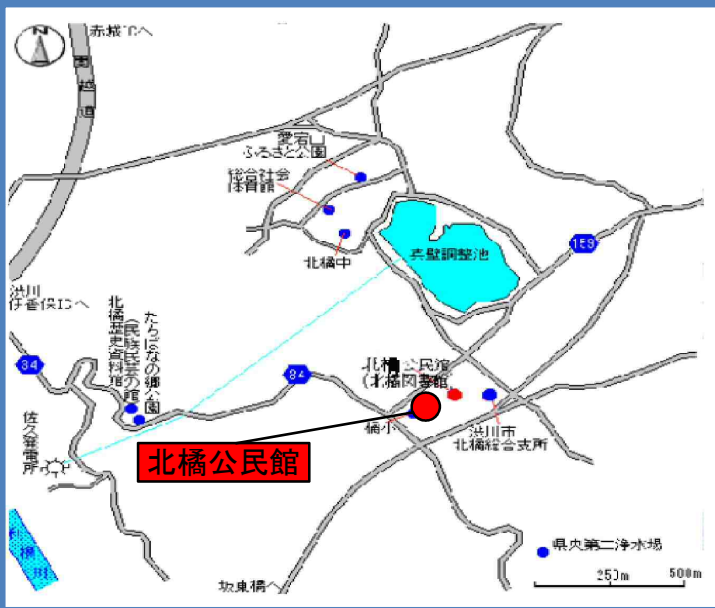 赤城ICへ
関越道
愛宕山
ふるさと公園
総合社会
体育館
北橘中
真壁調整池
159
渋川
伊香保ICへ
34
北橘歴史資料館
(民族民芸の館)
たちばなの郷公園
34
北橘公民館
(北橘図書館)
橘小
渋川市
北橘総合支所
佐久発電所
北橘公民館
利根川
坂東橋へ
県央第二浄水場
250m
500m